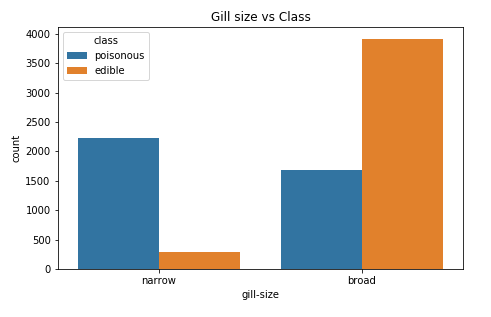 Gill size vs Class
class
poisonous
edible
4000
3500
3000
2500
2000
1500
1000
500
0
count
narrow broad
gill-size